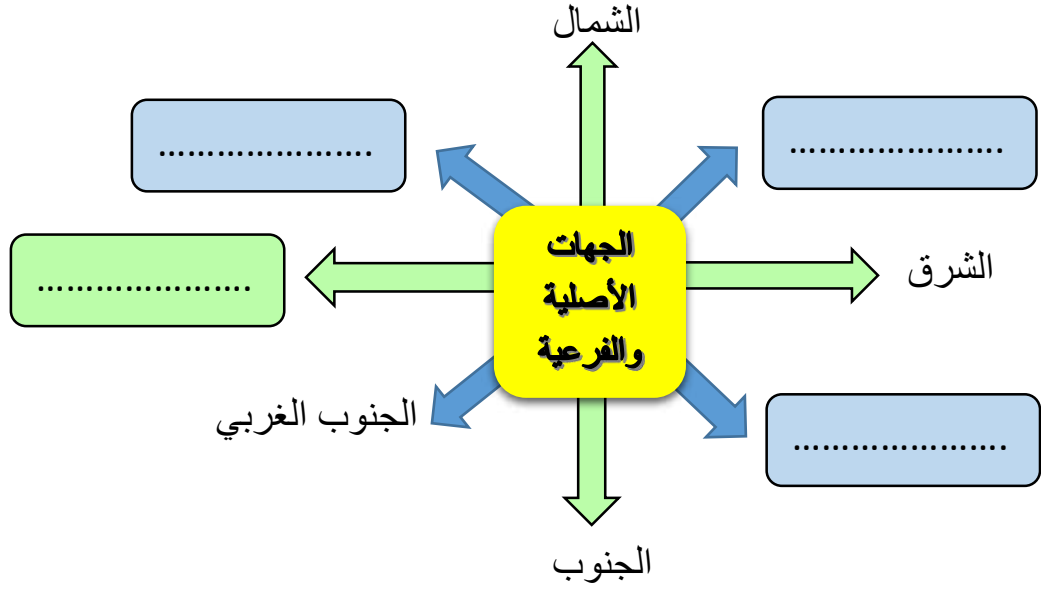 الشمال
………………….
………………….
الجهات
الأصلية
والفرعية
الشرق
………………….
الجنوب الغربي
………………….
الجنوب